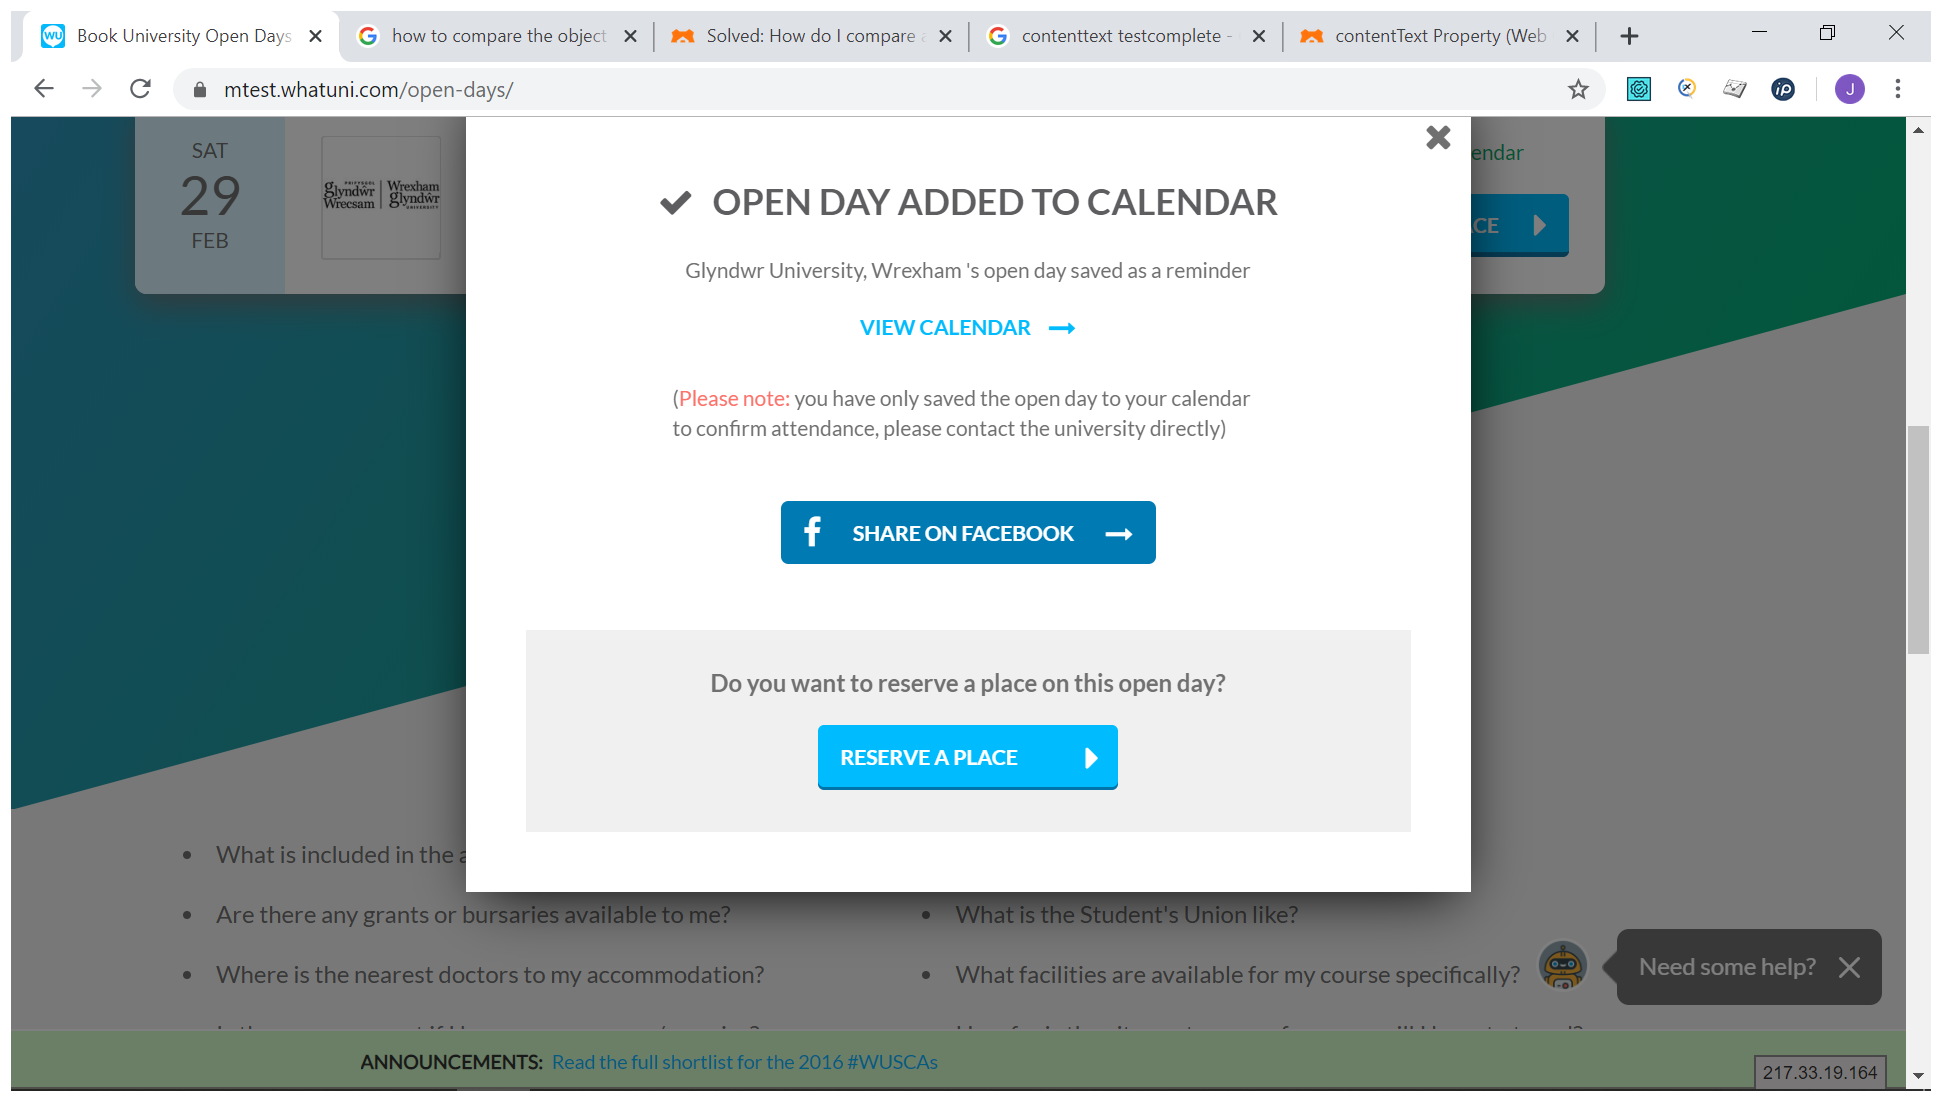 Book University Open Days
how to compare the object
Solved: How do I compare
contenttext testcomplete -
contentText Property (Web
mtest.whatuni.com/open-days/
J
SAT
29
FEB
PRIFYSGOL
glyndŵr
Wrecsam
Wrexham
glyndŵr
UNIVERSITY
endar
CE
OPEN DAY ADDED TO CALENDAR
Glyndwr University, Wrexham 's open day saved as a reminder
VIEW CALENDAR
(Please note: you have only saved the open day to your calendar
to confirm attendance, please contact the university directly)
SHARE ON FACEBOOK
Do you want to reserve a place on this open day?
RESERVE A PLACE
What is included in the a
Are there any grants or bursaries available to me?
What is the Student's Union like?
Where is the nearest doctors to my accommodation?
What facilities are available for my course specifically?
Need some help?
ANNOUNCEMENTS: Read the full shortlist for the 2016 #WUSCAs
217.33.19.164